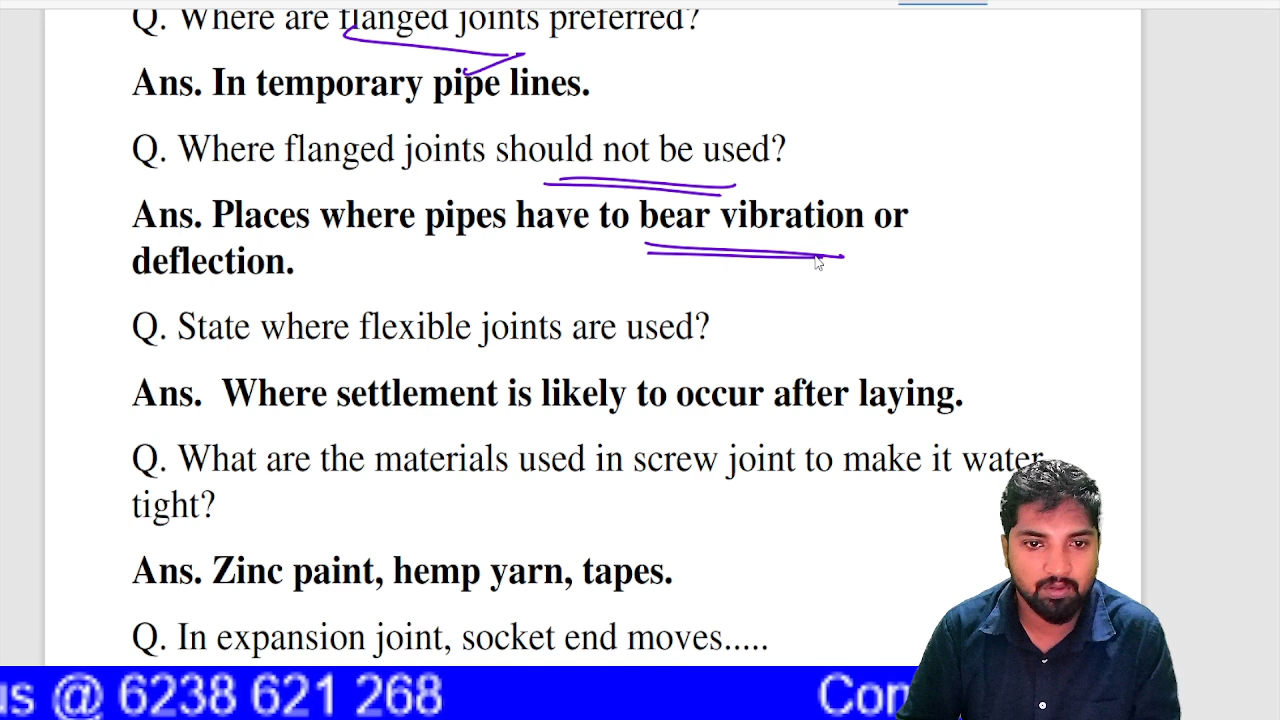 Q. Where are flanged joints preferred?
Ans. In temporary pipe lines.
Q. Where flanged joints should not be used?
Ans. Places where pipes have to bear vibration or
deflection.
Q. State where flexible joints are used?
Ans. Where settlement is likely to occur after laying.
Q. What are the materials used in screw joint to make it water
tight?
Ans. Zinc paint, hemp yarn, tapes.
Q. In expansion joint, socket end moves.....
us @ 6238 621 268 Con